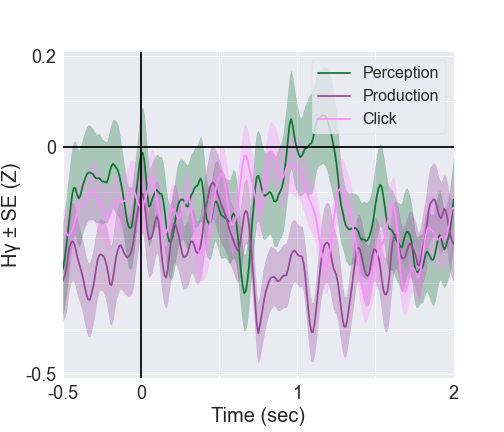 0.2
Perception
Production
Click
0
Hγ ± SE (Z)
-0.5
-0.5
0
1
2
Time (sec)